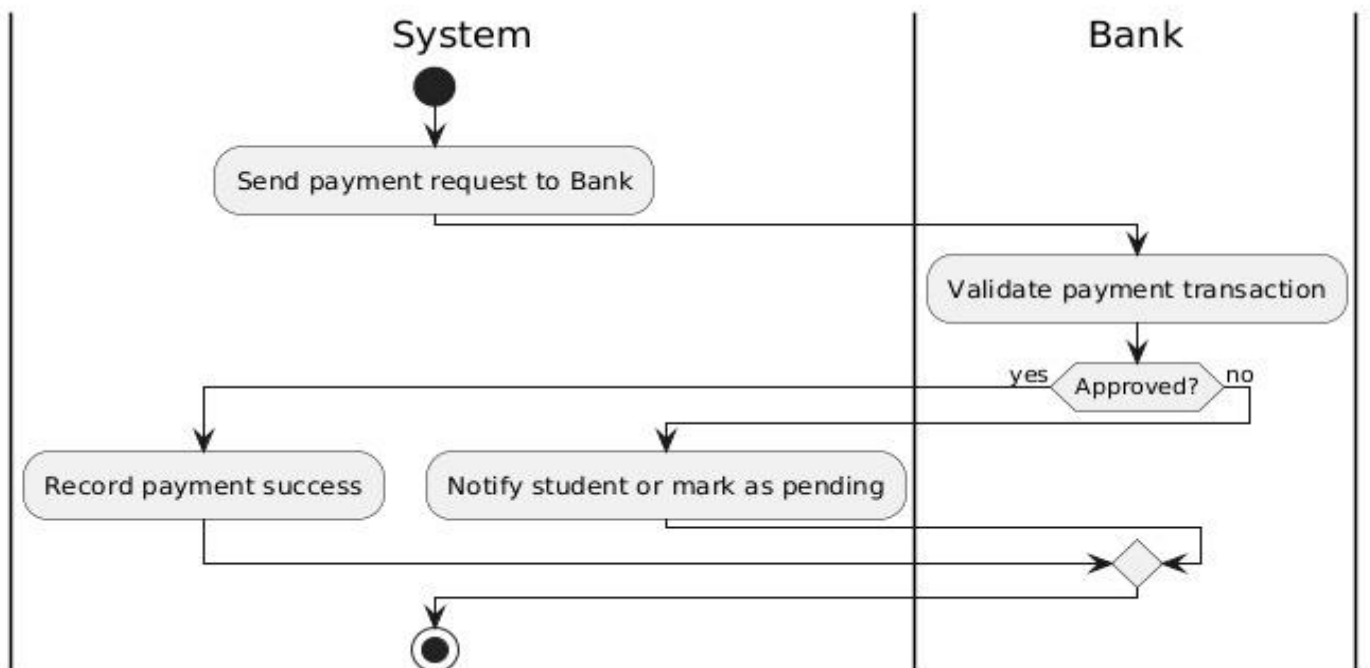 System
Bank
Send payment request to Bank
Validate payment transaction
yes
Approved?
no
Record payment success
Notify student or mark as pending